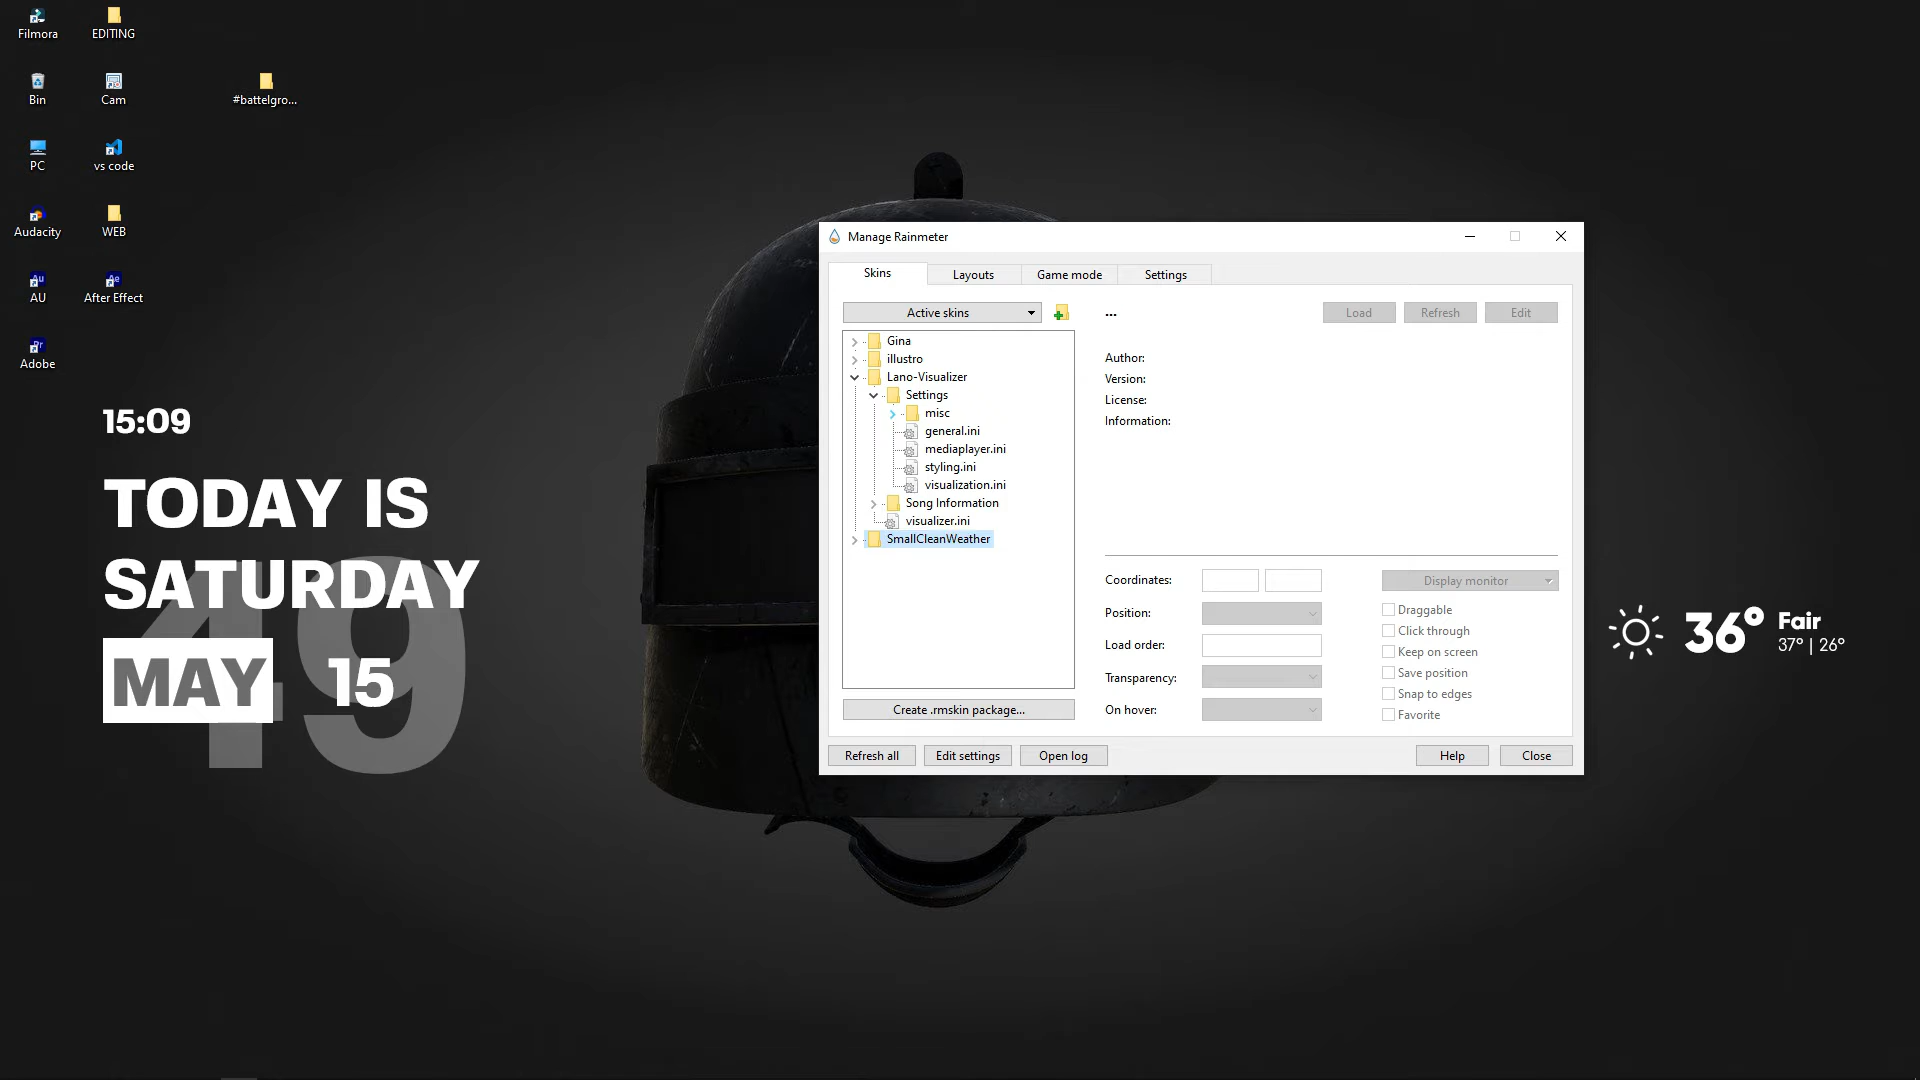 Filmora
EDITING
Bin
Cam
#battelgro...
PC
vs code
Audacity
WEB
AU
After Effect
Adobe
15:09
TODAY IS
SATURDAY
49
MAY 15
Manage Rainmeter
Skins
Layouts
Game mode
Settings
Active skins
...
Load
Refresh
Edit
Gina
illustro
Lano-Visualizer
Settings
misc
general.ini
mediaplayer.ini
styling.ini
visualization.ini
Song Information
visualizer.ini
SmallCleanWeather
Author:
Version:
License:
Information:
Coordinates:
Display monitor
Position:
Draggable
Click through
Load order:
Keep on screen
Transparency:
Save position
Snap to edges
On hover:
Favorite
Create .rmskin package...
Refresh all
Edit settings
Open log
Help
Close
36° Fair
37° | 26°